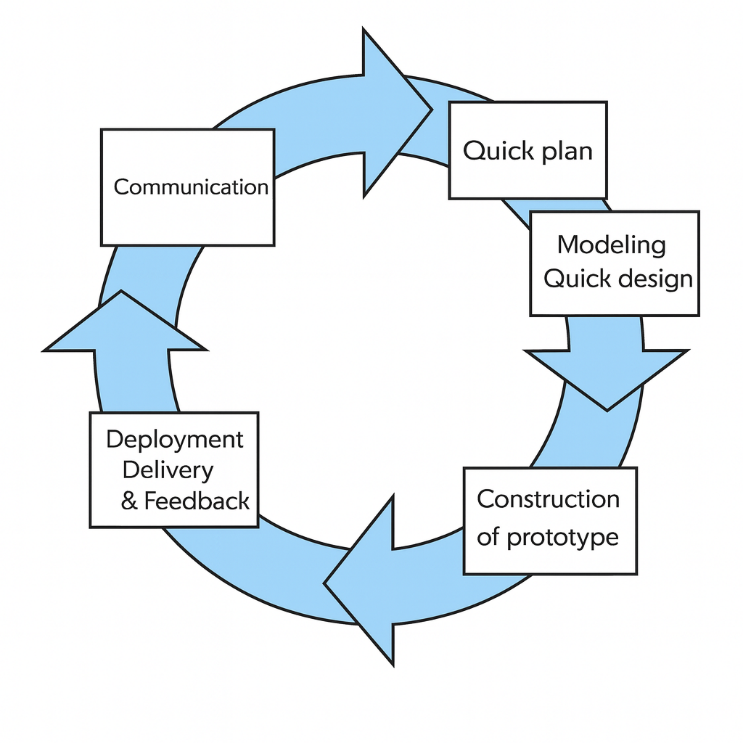 Communication
Quick plan
Modeling
Quick design
Construction
of prototype
Deployment
Delivery
& Feedback